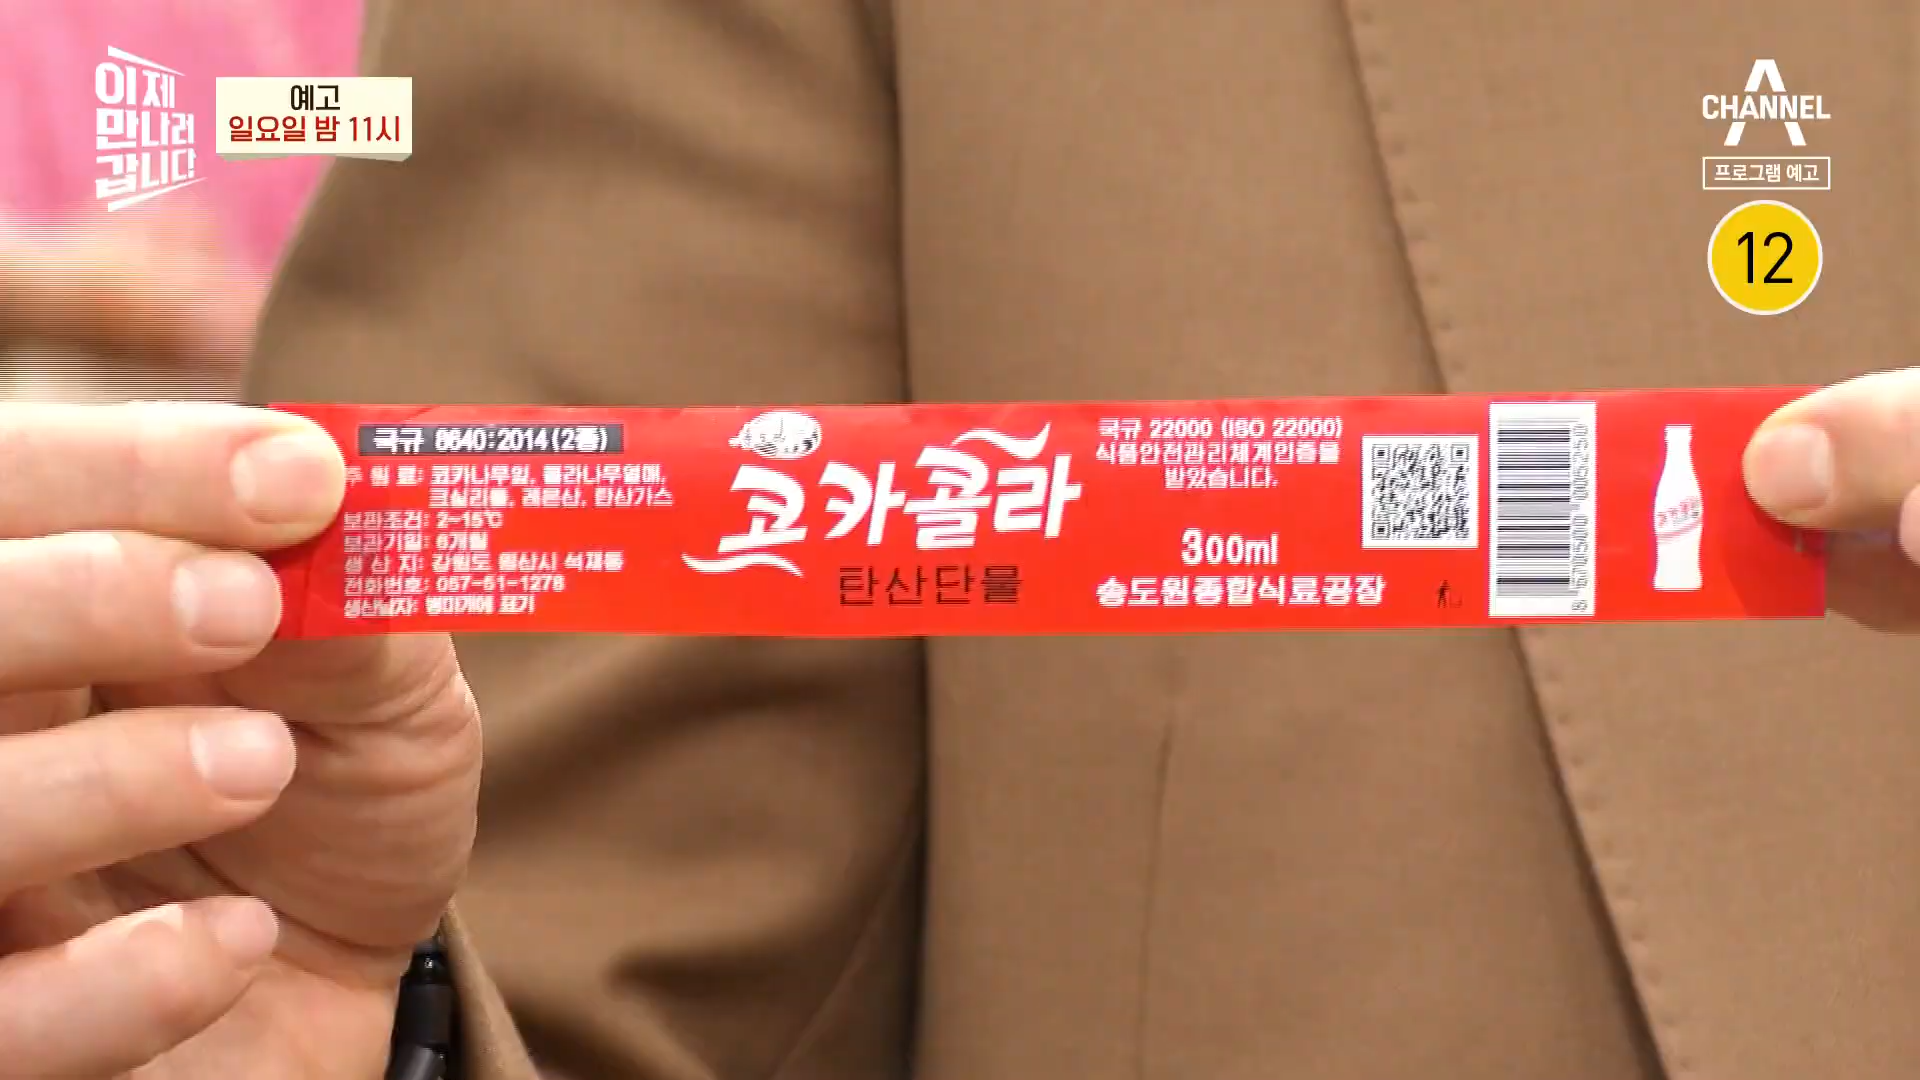 이제
만나러
갑니다
예고
일요일 밤 11시
CHANNEL A
프로그램 예고
12
국규 8640:2014(2종)
주 원 료: 코카나무잎, 콜라나무열매,
크실리톨, 레몬산, 탄산가스
보관조건: 2~15℃
보관기일: 6개월
생 산 지: 강원도 원산시 석재동
전화번호: 057-51-1278
생산날자: 병마개에 표기
코카콜라
탄산단물
국규 22000 (ISO 22000)
식품안전관리체계인증을
받았습니다.
300ml
송도원종합식료공장